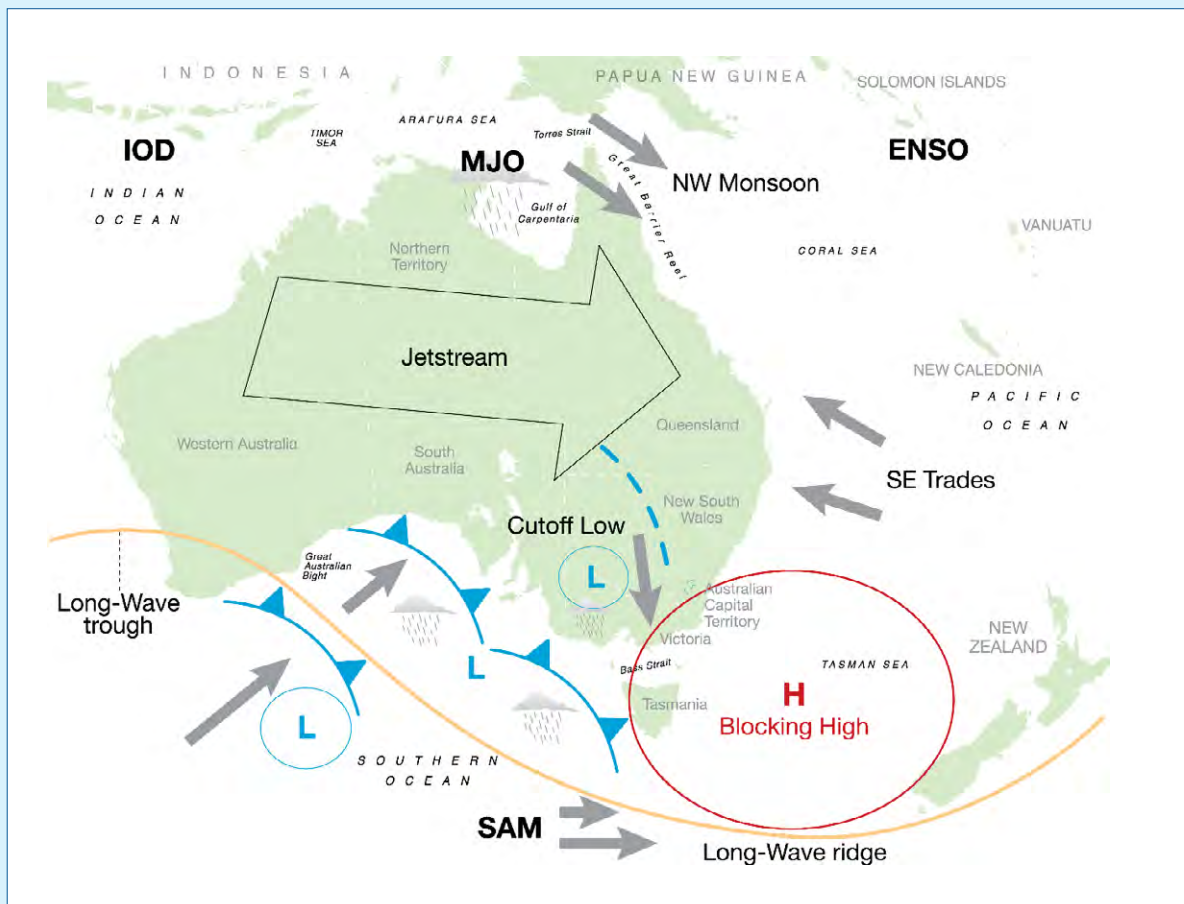 INDONESIA
PAPUA NEW GUINEA
SOLOMON ISLANDS
ARAFURA SEA
TIMOR
SEA
Torres Strait
IOD
MJO
ENSO
NW Monsoon
INDIAN
OCEAN
Gulf of
Carpentaria
Great Barrier Reef
VANUATU
CORAL SEA
Northern
Territory
Jetstream
NEW CALEDONIA
PACIFIC
OCEAN
Western Australia
South
Australia
Queensland
SE Trades
New South
Wales
Cutoff Low
L
Great
Australian
Bight
Long-Wave
trough
Australian
Capital
Territory
Victoria
NEW
ZEALAND
Bass Strait
TASMAN SEA
L
Tasmania
H
Blocking High
L
SOUTHERN
OCEAN
SAM
Long-Wave ridge